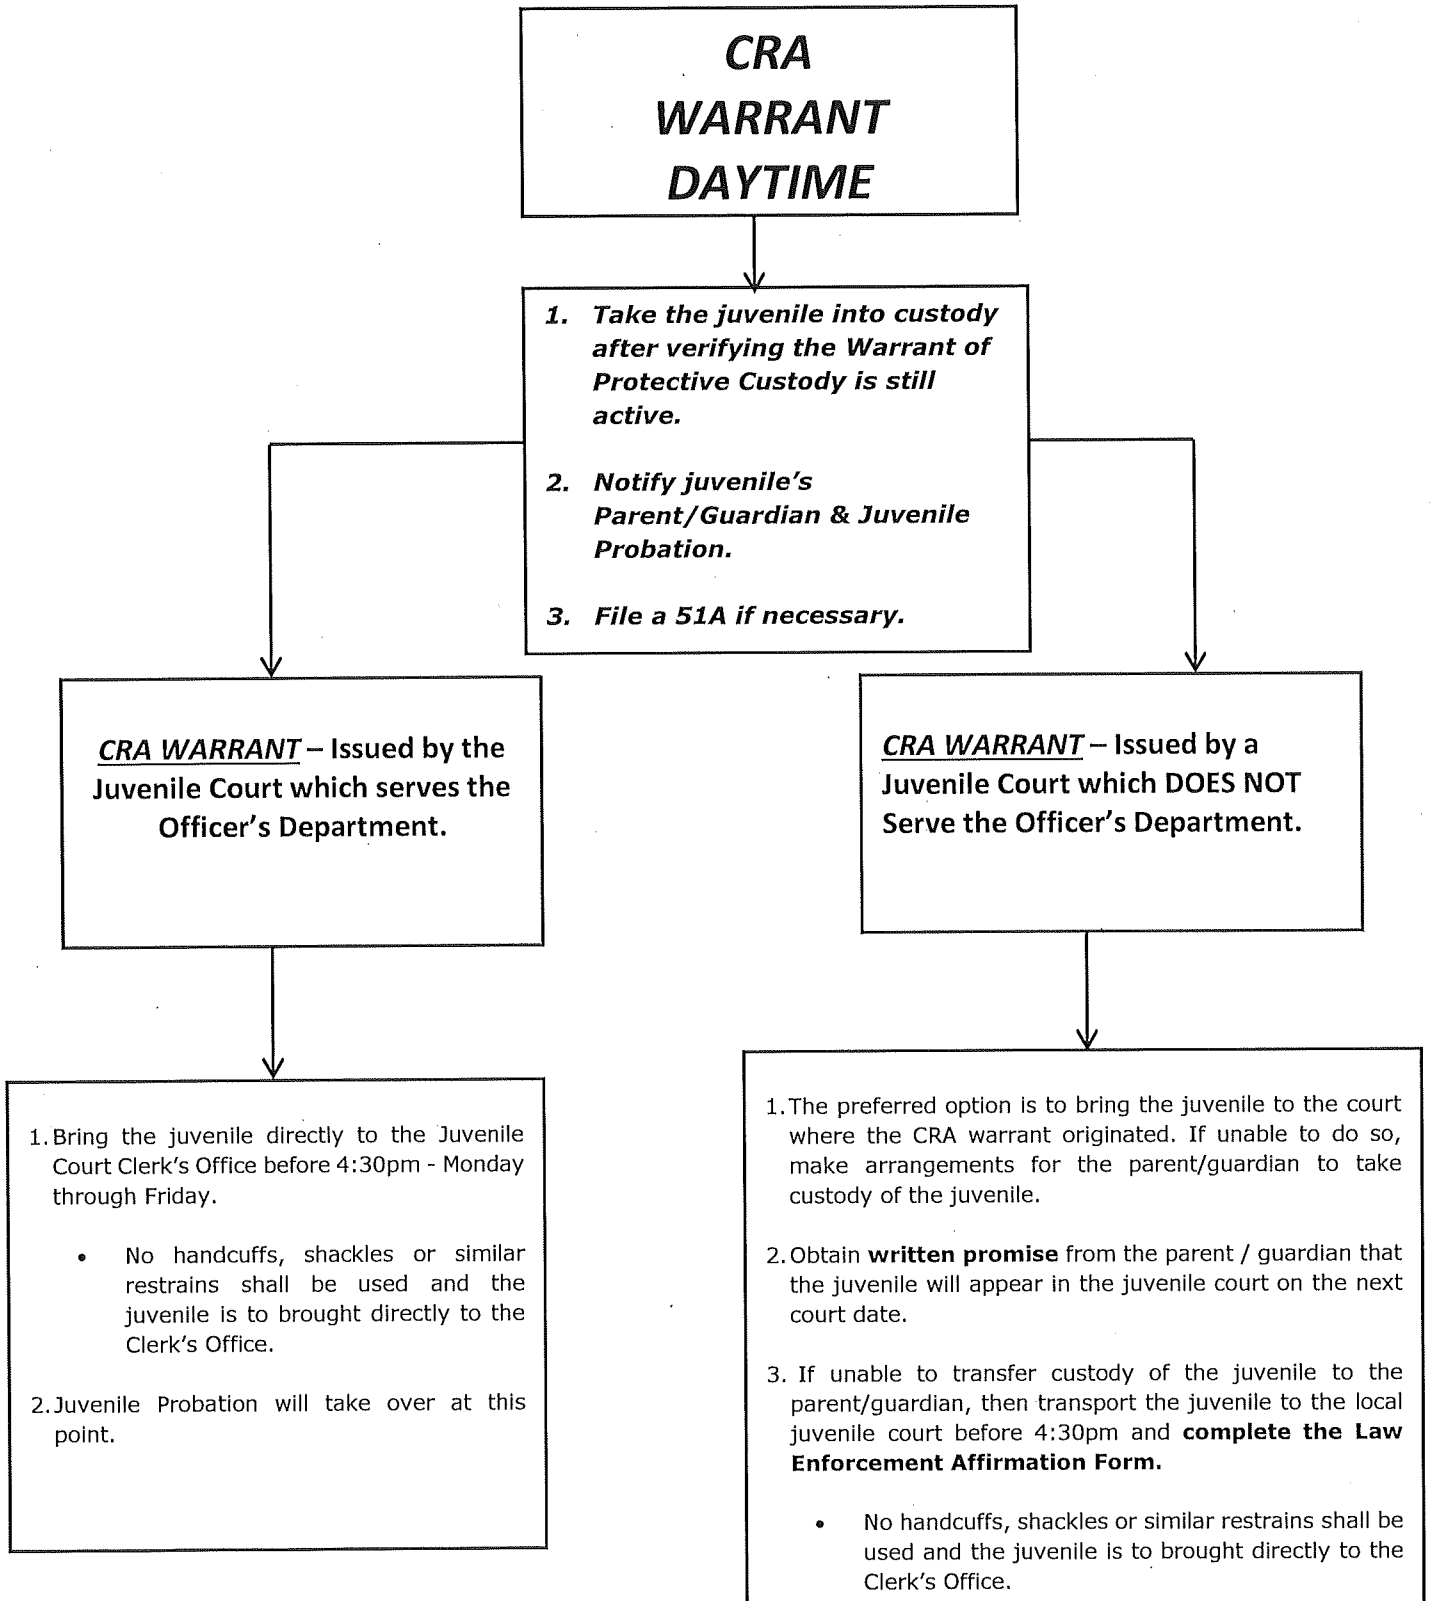 CRA
WARRANT
DAYTIME
1. Take the juvenile into custody
after verifying the Warrant of
Protective Custody is still
active.
2. Notify juvenile's
Parent/Guardian & Juvenile
Probation.
3. File a 51A if necessary.
CRA WARRANT – Issued by the
Juvenile Court which serves the
Officer's Department.
CRA WARRANT – Issued by a
Juvenile Court which DOES NOT
Serve the Officer's Department.
1. Bring the juvenile directly to the Juvenile
Court Clerk's Office before 4:30pm - Monday
through Friday.
• No handcuffs, shackles or similar
restrains shall be used and the
juvenile is to brought directly to the
Clerk's Office.
2. Juvenile Probation will take over at this
point.
1. The preferred option is to bring the juvenile to the court
where the CRA warrant originated. If unable to do so,
make arrangements for the parent/guardian to take
custody of the juvenile.
2. Obtain written promise from the parent / guardian that
the juvenile will appear in the juvenile court on the next
court date.
3. If unable to transfer custody of the juvenile to the
parent/guardian, then transport the juvenile to the local
juvenile court before 4:30pm and complete the Law
Enforcement Affirmation Form.
• No handcuffs, shackles or similar restrains shall be
used and the juvenile is to brought directly to the
Clerk's Office.